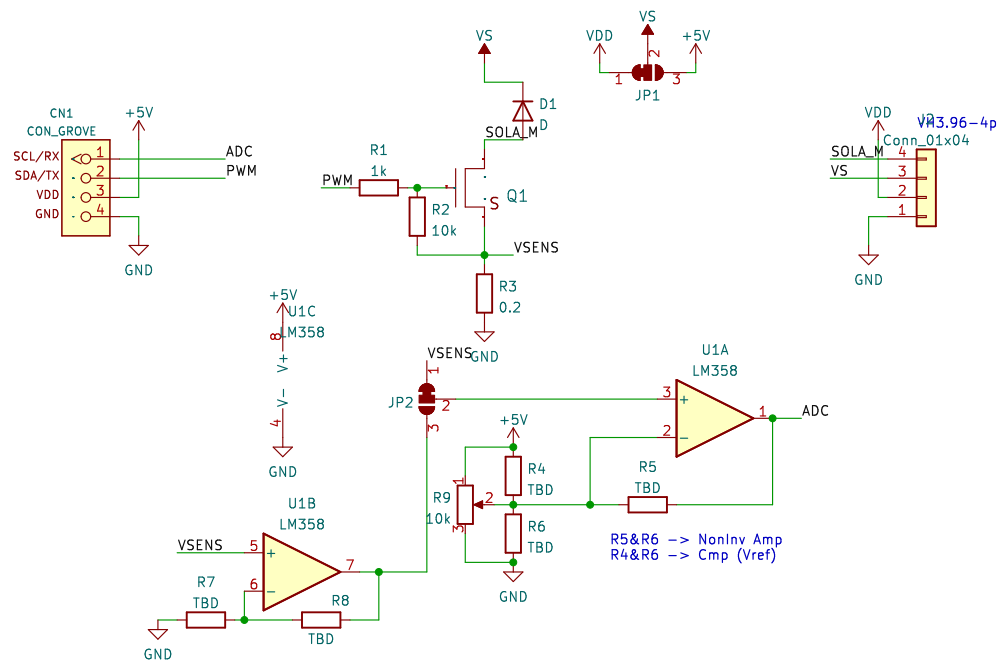 VS
VS
VDD
+5V
2
1
3
JP1
CN1
CON_GROVE
+5V
SCL/RX
1
ADC
SDA/TX
2
PWM
VDD
3
GND
4
GND
D1
D
SOLA_M
R1
1k
PWM
R2
10k
S
Q1
VSENS
R3
0.2
GND
VDD
J2
VH3.96-4p
Conn_01x04
SOLA_M
4
VS
3
2
1
GND
+5V
U1C
LM358
8
V+
V-
4
GND
VSENS
1
JP2
2
3
U1A
LM358
3
+
1
ADC
2
-
+5V
R4
TBD
R9
10k
1
2
3
R6
TBD
GND
R5
TBD
R5&R6 -> NonInv Amp
R4&R6 -> Cmp (Vref)
U1B
LM358
VSENS
5
+
7
6
-
R7
TBD
R8
TBD
GND